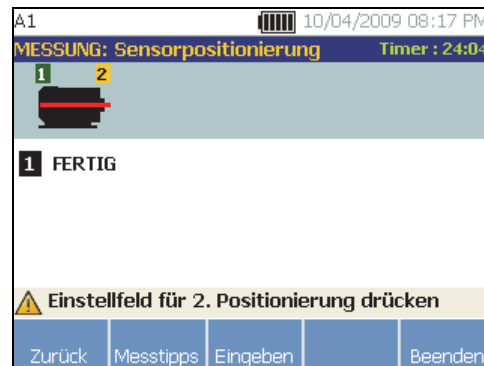 A1 10/04/2009 08:17 PM
MESSUNG: Sensorpositionierung Timer : 24:04
1 2
1 FERTIG
Einstellfeld für 2. Positionierung drücken
Zurück Messtipps Eingeben Beenden